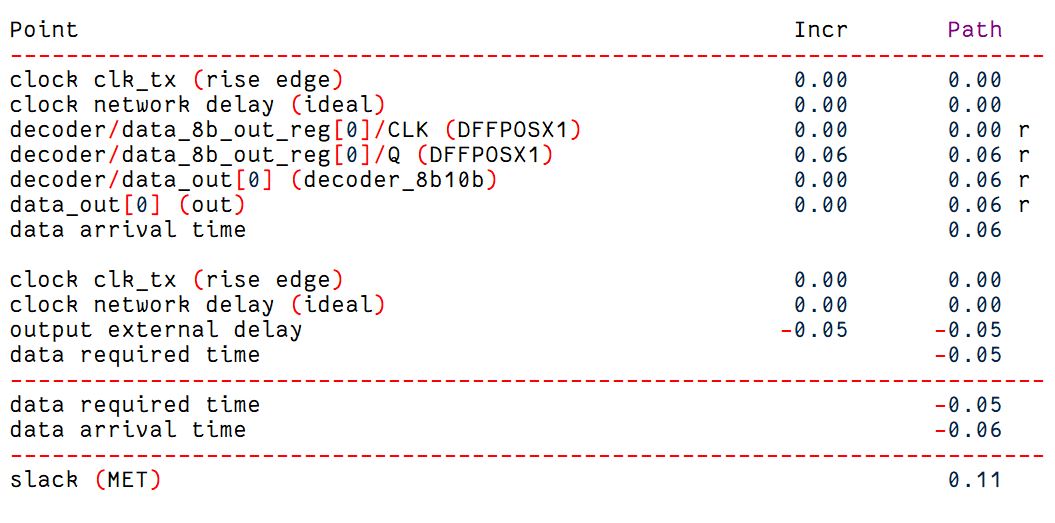 Point Incr Path
--------------------------------------------------------------------------
clock clk_tx (rise edge) 0.00 0.00
clock network delay (ideal) 0.00 0.00
decoder/data_8b_out_reg[0]/CLK (DFFPOSX1) 0.00 0.00 r
decoder/data_8b_out_reg[0]/Q (DFFPOSX1) 0.06 0.06 r
decoder/data_out[0] (decoder_8b10b) 0.00 0.06 r
data_out[0] (out) 0.00 0.06 r
data arrival time 0.06
clock clk_tx (rise edge) 0.00 0.00
clock network delay (ideal) 0.00 0.00
output external delay -0.05 -0.05
data required time -0.05
--------------------------------------------------------------------------
data required time -0.05
data arrival time -0.06
--------------------------------------------------------------------------
slack (MET) 0.11